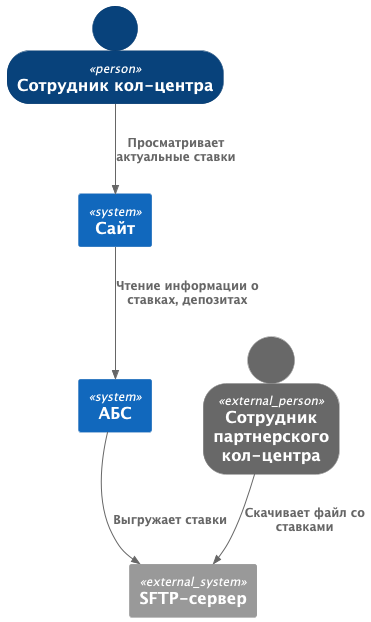 «person»
Сотрудник кол-центра
Просматривает
актуальные ставки
«system»
Сайт
Чтение информации о
ставках, депозитах
«system»
АБС
«external_person»
Сотрудник
партнерского
кол-центра
Выгружает ставки
Скачивает файл со
ставками
«external_system»
SFTP-сервер